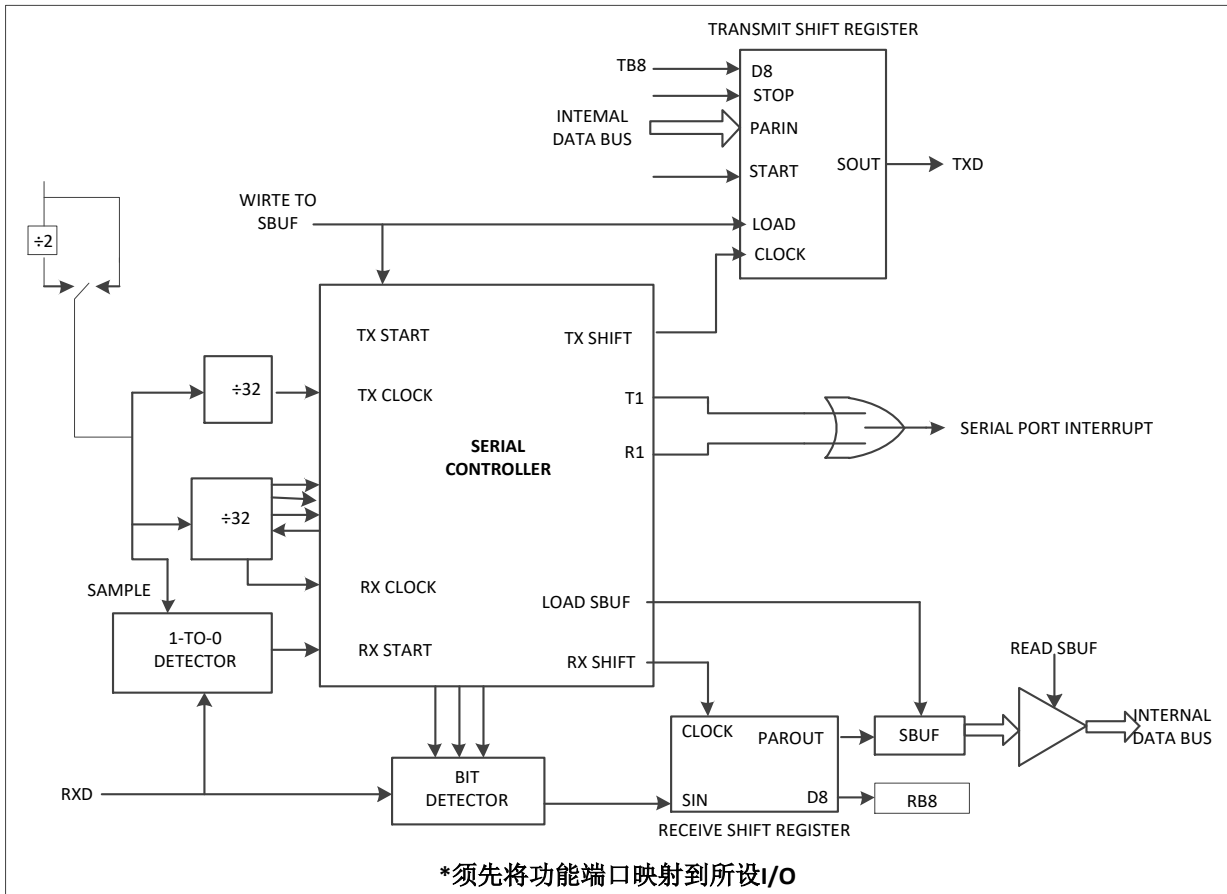 TRANSMIT SHIFT REGISTER
TB8
D8
STOP
INTEMAL
DATA BUS
PARIN
START
SOUT
TXD
WIRTE TO
SBUF
LOAD
CLOCK
÷2
TX START
TX SHIFT
÷32
TX CLOCK
T1
SERIAL PORT INTERRUPT
R1
SERIAL
CONTROLLER
÷32
SAMPLE
RX CLOCK
LOAD SBUF
1-TO-0
DETECTOR
RX START
RX SHIFT
READ SBUF
CLOCK
PAROUT
SBUF
INTERNAL
DATA BUS
RXD
BIT
DETECTOR
SIN
D8
RB8
RECEIVE SHIFT REGISTER
*须先将功能端口映射到所设I/O